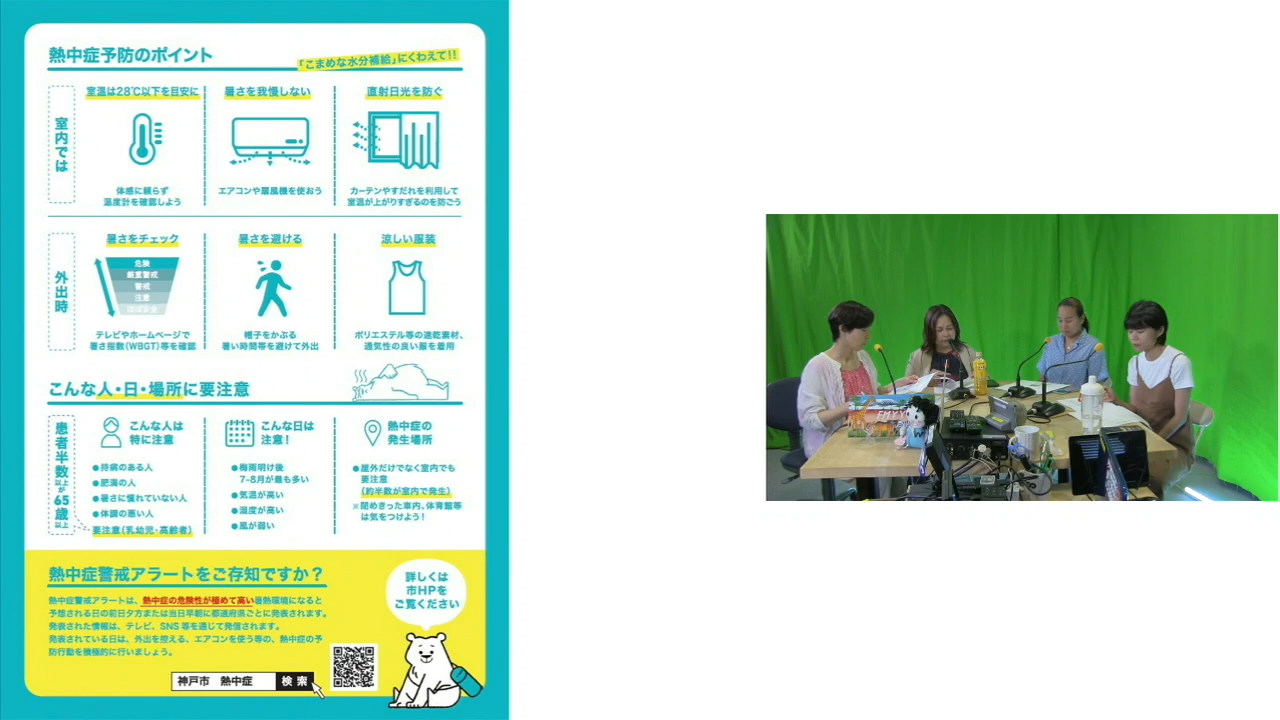 熱中症予防のポイント
「こまめな水分補給」にくわえて!!
室内では
室温は28℃以下を目安に
体感に頼らず
温度計を確認しよう
暑さを我慢しない
エアコンや扇風機を使おう
直射日光を防ぐ
カーテンやすだれを利用して
室温が上がりすぎるのを防ごう
外出時
暑さをチェック
危険
厳重警戒
警戒
注意
ほぼ安全
テレビやホームページで
暑さ指数(WBGT)等を確認
暑さを避ける
帽子をかぶる
暑い時間帯を避けて外出
涼しい服装
ポリエステル等の速乾素材、
通気性の良い服を着用
こんな人・日・場所に要注意
患者半数以上が65歳以上
こんな人は
特に注意
●持病のある人
●肥満の人
●暑さに慣れていない人
●体調の悪い人
要注意(乳幼児・高齢者)
こんな日は
注意!
●梅雨明け後
7-8月が最も多い
●気温が高い
●湿度が高い
●風が弱い
熱中症の
発生場所
●屋外だけでなく室内でも
要注意
(約半数が室内で発生)
※閉めきった車内、体育館等
は気をつけよう!
熱中症警戒アラートをご存知ですか?
熱中症警戒アラートは、熱中症の危険性が極めて高い暑熱環境になると
予想される日の前日夕方または当日早朝に都道府県ごとに発表されます。
発表された情報は、テレビ、SNS等を通じて発信されます。
発表されている日は、外出を控える、エアコンを使う等の、熱中症の予
防行動を積極的に行いましょう。
神戸市 熱中症
検索
詳しくは
市HPを
ご覧ください